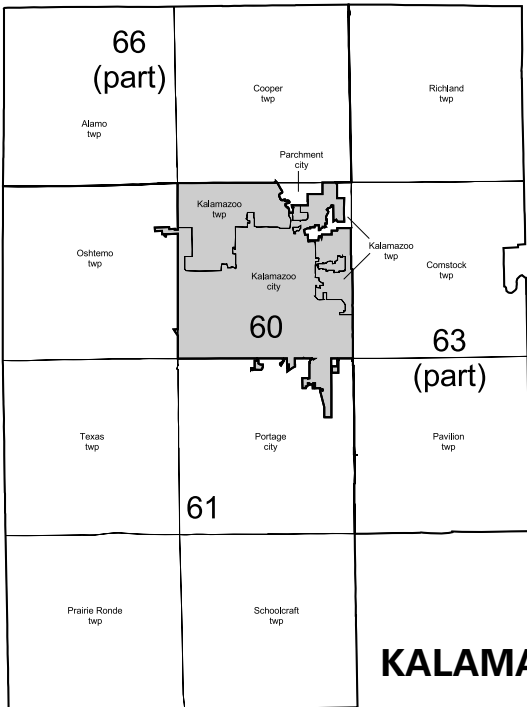 66
(part)
Cooper
twp
Richland
twp
Alamo
twp
Parchment
city
Kalamazoo
twp
Kalamazoo
twp
Oshtemo
twp
Comstock
twp
Kalamazoo
city
60
63
(part)
Texas
twp
Portage
city
Pavilion
twp
61
Prairie Ronde
twp
Schoolcraft
twp
KALAMA